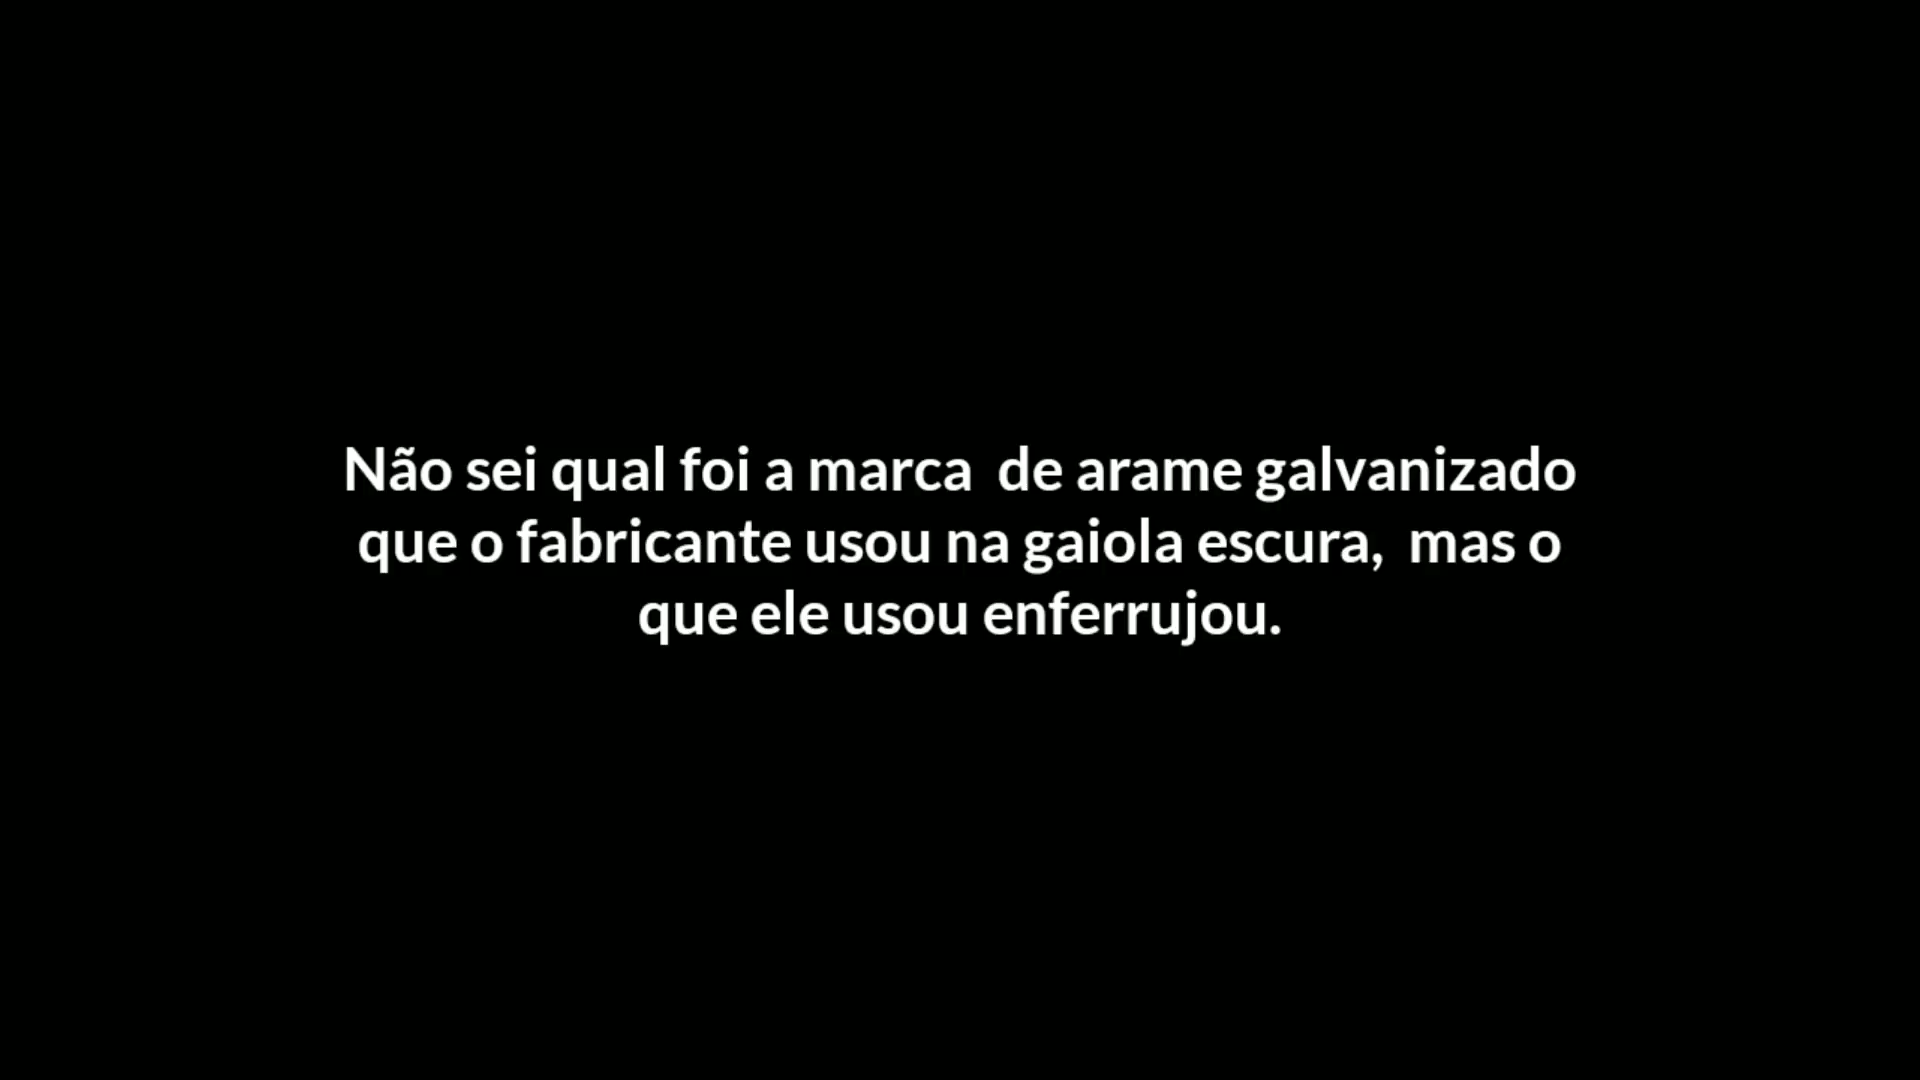 Não sei qual foi a marca  de arame galvanizado
que o fabricante usou na gaiola escura,  mas o
que ele usou enferrujou.